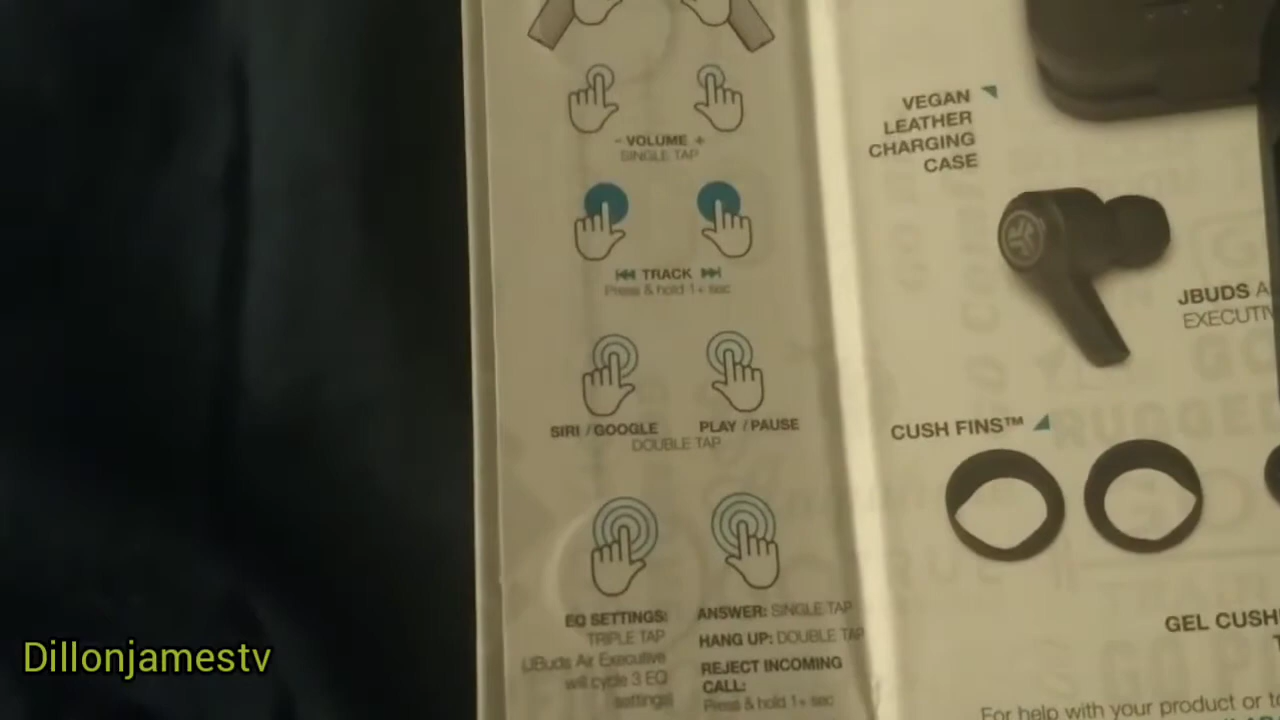 - VOLUME +
SINGLE TAP
TRACK
Press & hold 1+ sec
SIRI / GOOGLE
PLAY / PAUSE
DOUBLE TAP
EQ SETTINGS:
TRIPLE TAP
JBuds Air Executive
will cycle 3 EQ
settings
ANSWER: SINGLE TAP
HANG UP: DOUBLE TAP
REJECT INCOMING
CALL:
Press & hold 1+ sec
VEGAN
LEATHER
CHARGING
CASE
JBUDS
CUSH FINS™
GEL CUSH
For help with your product or
Dillonjamestv